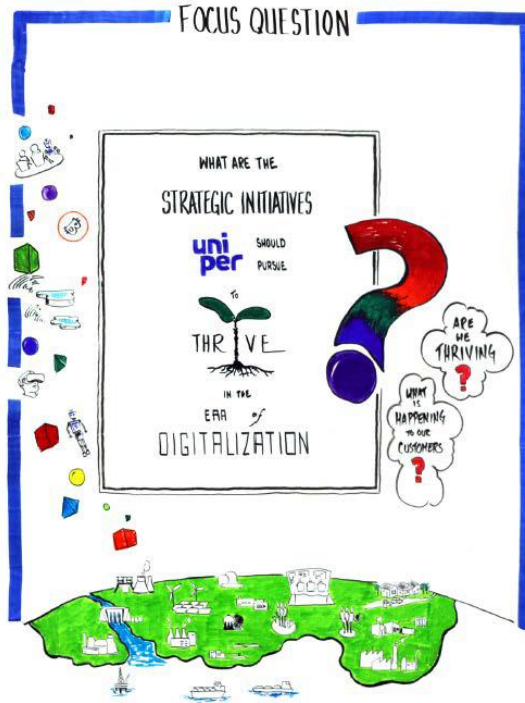 FOCUS QUESTION
WHAT ARE THE
STRATEGIC INITIATIVES
uni
per
SHOULD
PURSUE
TO
THRIVE
IN THE
ERA of
DIGITALIZATION
?
ARE
WE
THRIVING
?
WHAT
IS
HAPPENING
TO OUR
CUSTOMERS
?